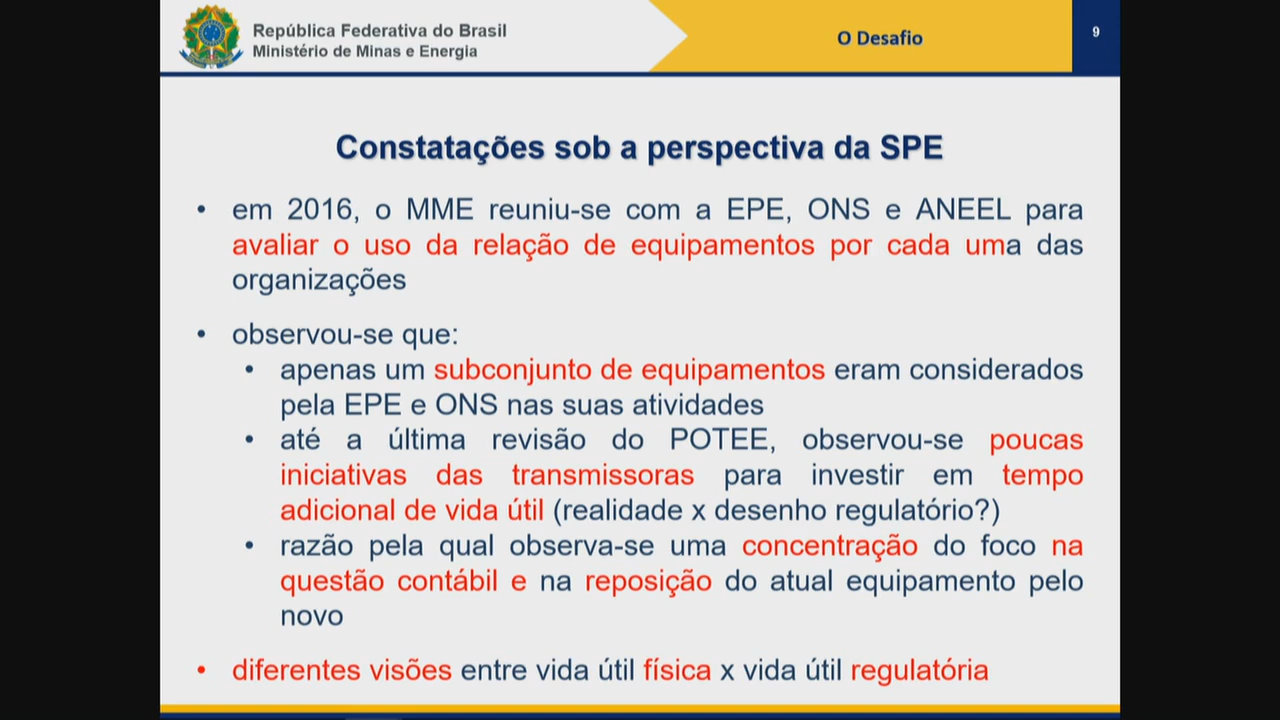 República Federativa do Brasil
Ministério de Minas e Energia
O Desafio
9
Constatações sob a perspectiva da SPE
• em 2016, o MME reuniu-se com a EPE, ONS e ANEEL para
avaliar o uso da relação de equipamentos por cada uma das
organizações
• observou-se que:
• apenas um subconjunto de equipamentos eram considerados
pela EPE e ONS nas suas atividades
• até a última revisão do POTEE, observou-se poucas
iniciativas das transmissoras para investir em tempo
adicional de vida útil (realidade x desenho regulatório?)
• razão pela qual observa-se uma concentração do foco na
questão contábil e na reposição do atual equipamento pelo
novo
• diferentes visões entre vida útil física x vida útil regulatória